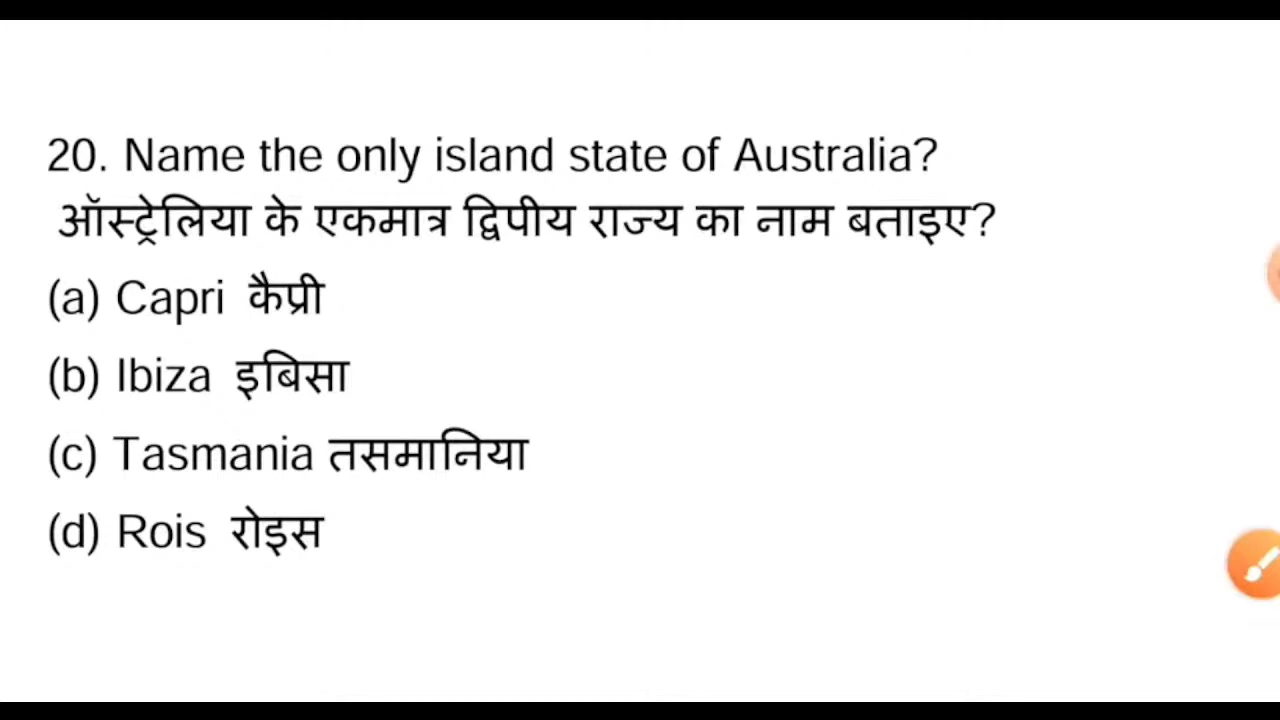 20. Name the only island state of Australia?
ऑस्ट्रेलिया के एकमात्र द्विपीय राज्य का नाम बताइए?
(a) Capri कैप्री
(b) Ibiza इबिसा
(c) Tasmania तसमानिया
(d) Rois रोइस